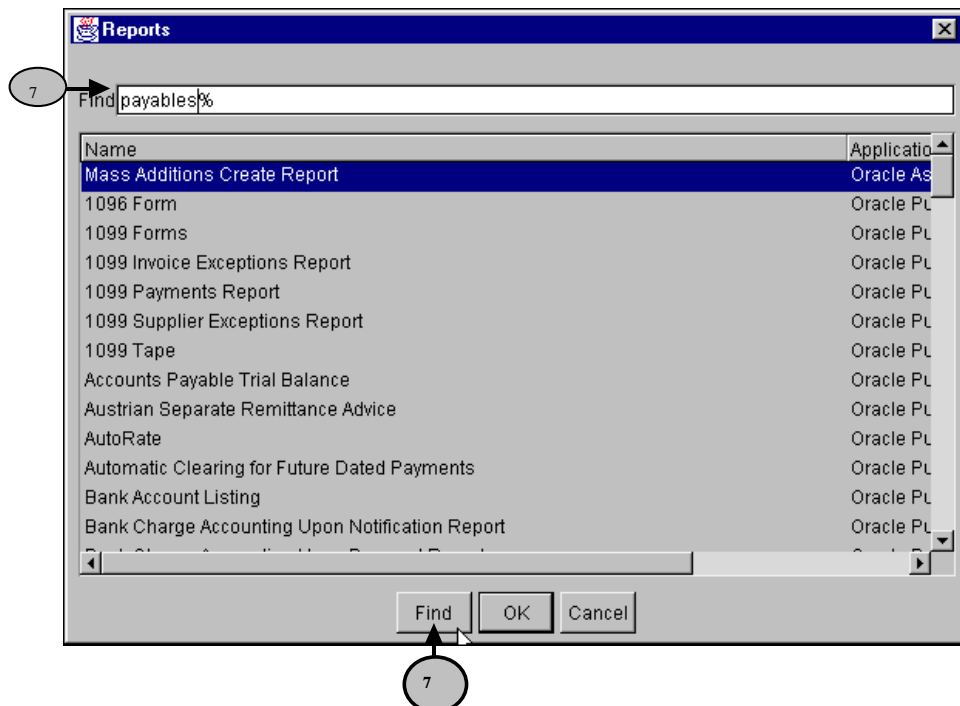 Reports
7
Find payables%
Name Applicatio
Mass Additions Create Report Oracle As
1096 Form Oracle Pu
1099 Forms Oracle Pu
1099 Invoice Exceptions Report Oracle Pu
1099 Payments Report Oracle Pu
1099 Supplier Exceptions Report Oracle Pu
1099 Tape Oracle Pu
Accounts Payable Trial Balance Oracle Pu
Austrian Separate Remittance Advice Oracle Pu
AutoRate Oracle Pu
Automatic Clearing for Future Dated Payments Oracle Pu
Bank Account Listing Oracle Pu
Bank Charge Accounting Upon Notification Report Oracle Pu
Find OK Cancel
7